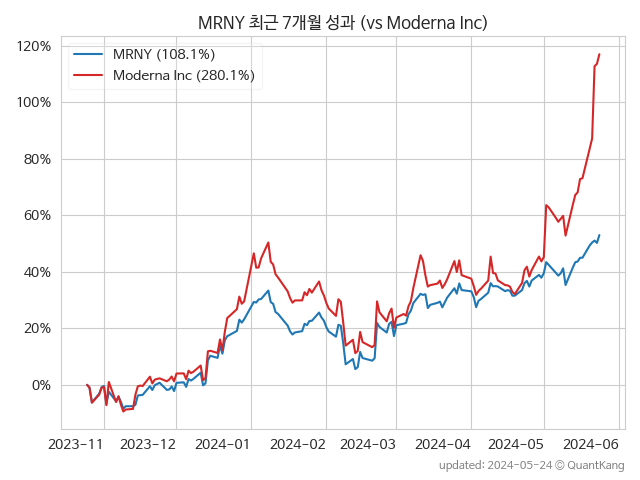 MRNY 최근 7개월 성과 (vs Moderna Inc)
MRNY (108.1%)
Moderna Inc (280.1%)
120%
100%
80%
60%
40%
20%
0%
2023-11 2023-12 2024-01 2024-02 2024-03 2024-04 2024-05 2024-06
updated: 2024-05-24 © QuantKang